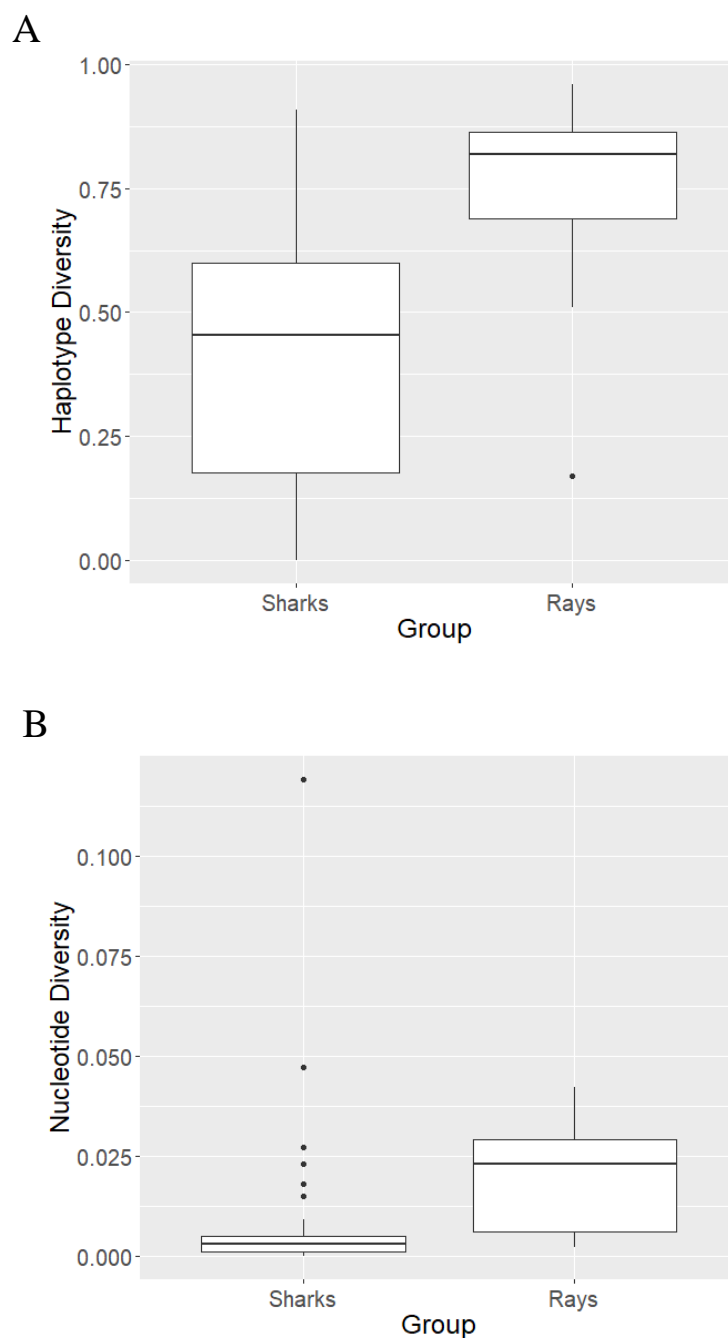 A
Haplotype Diversity
1.00
0.75
0.50
0.25
0.00
Sharks
Rays
Group
B
Nucleotide Diversity
0.100
0.075
0.050
0.025
0.000
Sharks
Rays
Group